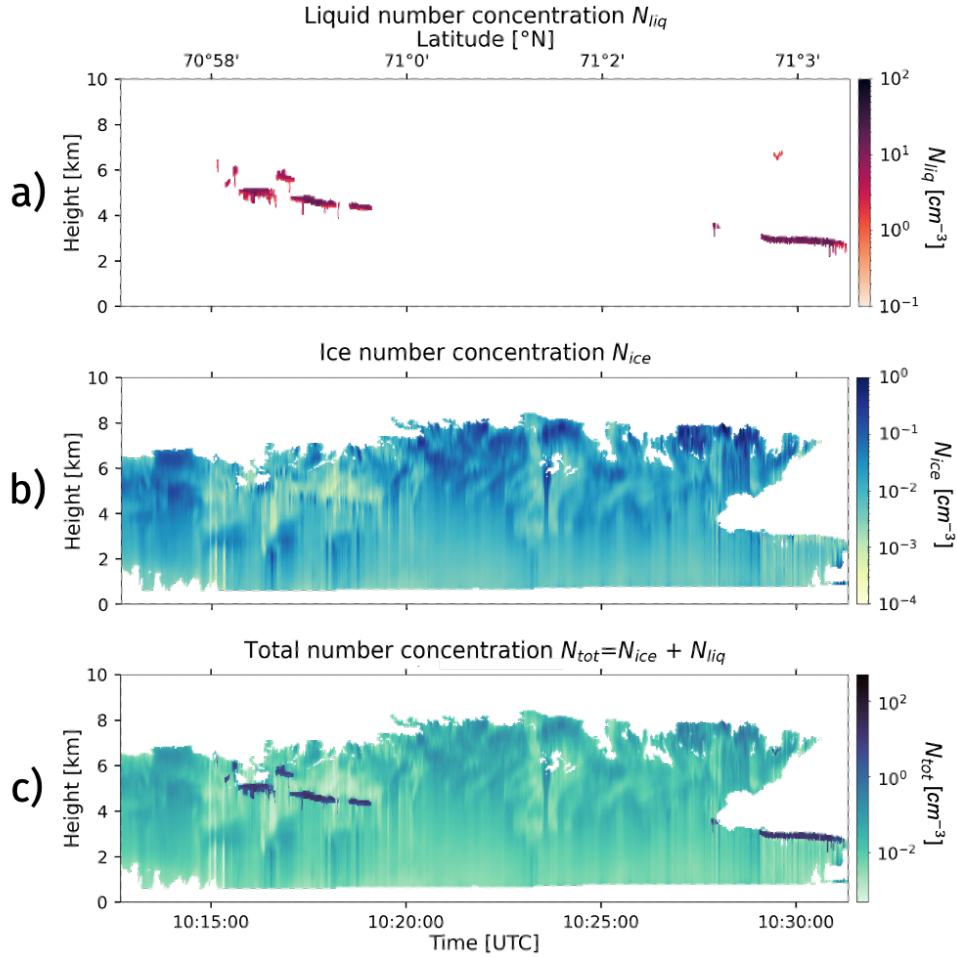 Liquid number concentration N_liq
Latitude [°N]
70°58' 71°0' 71°2' 71°3'
a)
Height [km]
10
8
6
4
2
0
10^2
10^1
10^0
10^-1
N_liq [cm^-3]
Ice number concentration N_ice
b)
Height [km]
10
8
6
4
2
0
10^0
10^-1
10^-2
10^-3
10^-4
N_ice [cm^-3]
Total number concentration N_tot=N_ice + N_liq
c)
Height [km]
10
8
6
4
2
0
10^2
10^0
10^-2
N_tot [cm^-3]
10:15:00 10:20:00 10:25:00 10:30:00
Time [UTC]